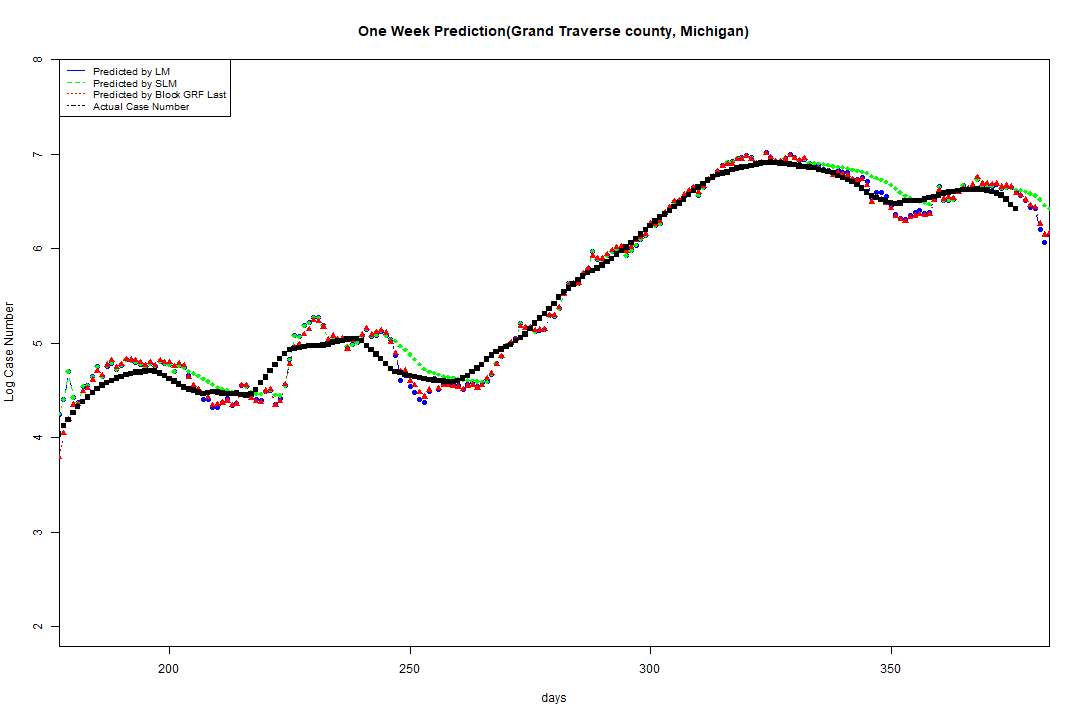 One Week Prediction(Grand Traverse county, Michigan)
Predicted by LM
Predicted by SLM
Predicted by Block GRF Last
Actual Case Number
8
7
6
5
4
3
2
Log Case Number
200 250 300 350
days